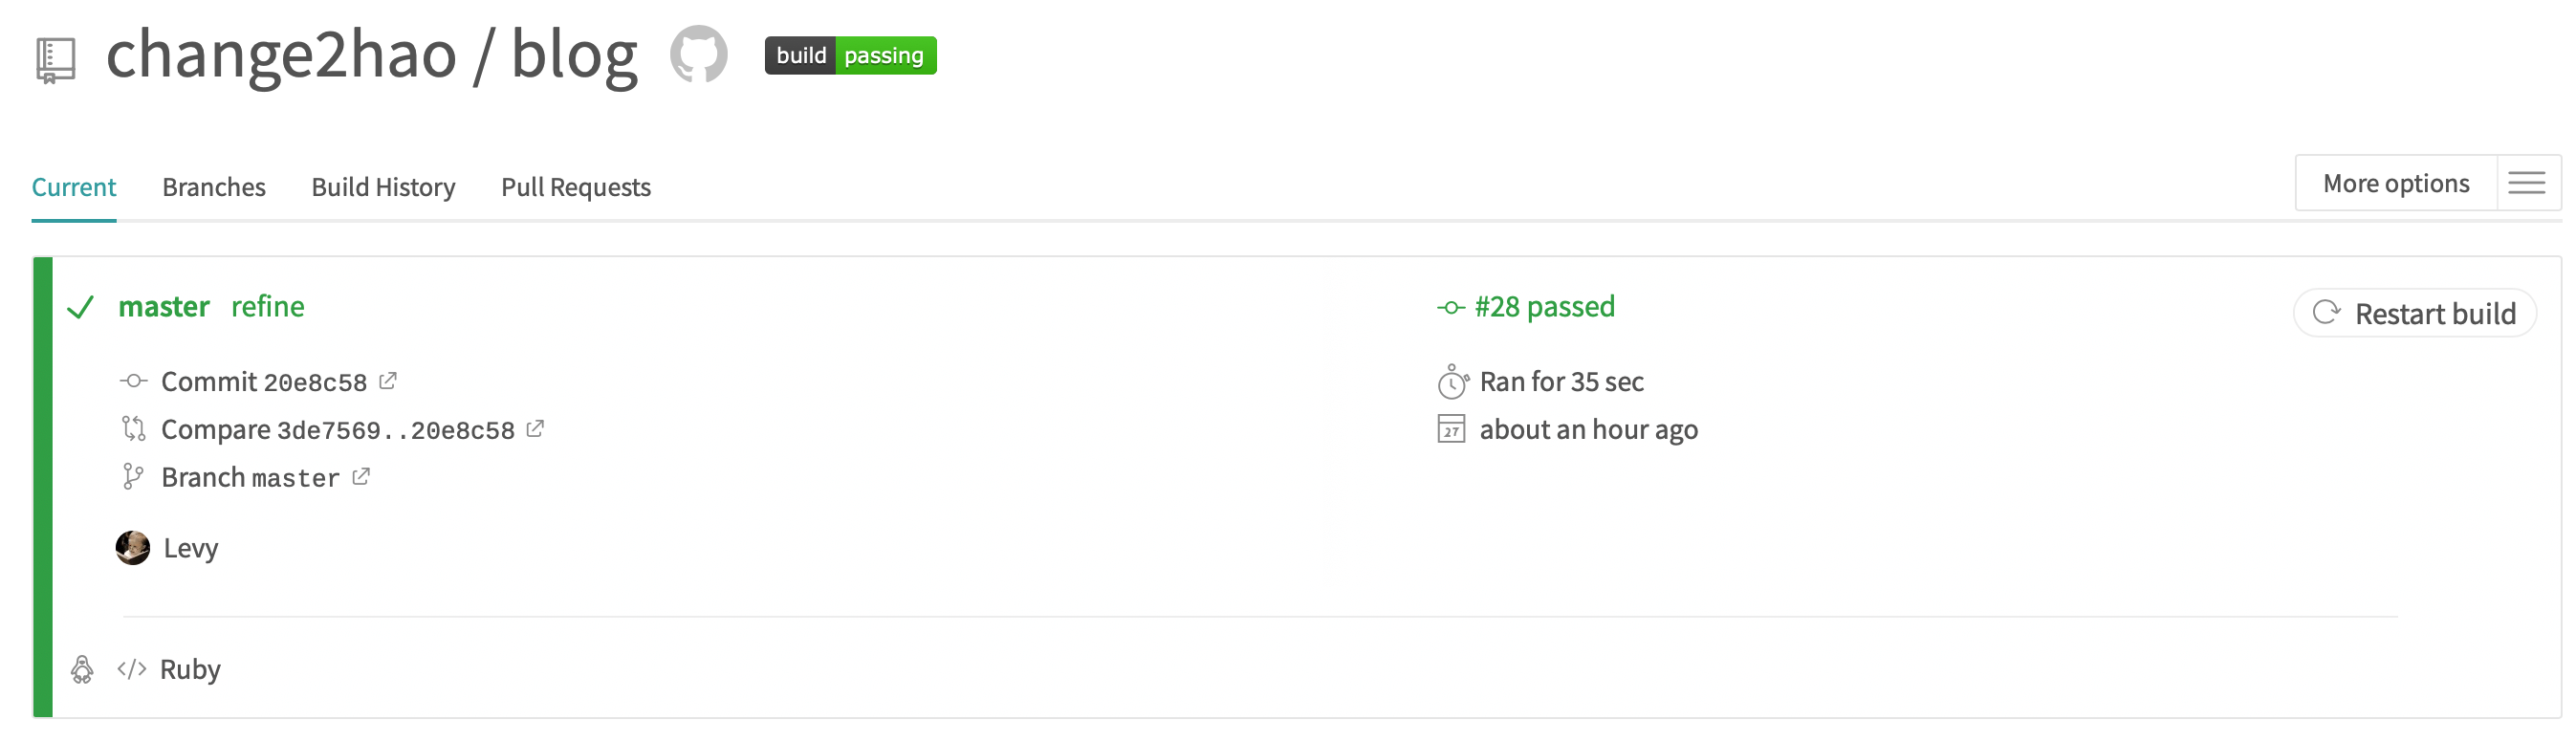 change2hao / blog build passing
Current Branches Build History Pull Requests More options
master refine
Commit 20e8c58
Compare 3de7569..20e8c58
Branch master
Levy
#28 passed
Ran for 35 sec
27 about an hour ago
Restart build
Ruby